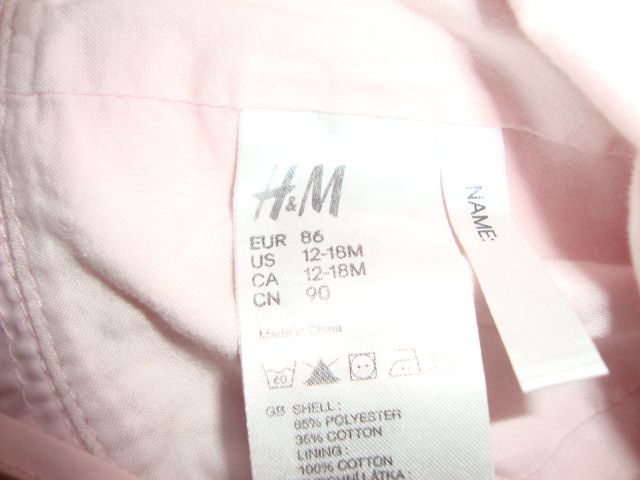 H&M
NAME:
EUR 86
US 12-18M
CA 12-18M
CN 90
Made in China
GB SHELL:
65% POLYESTER
35% COTTON
LINING:
100% COTTON